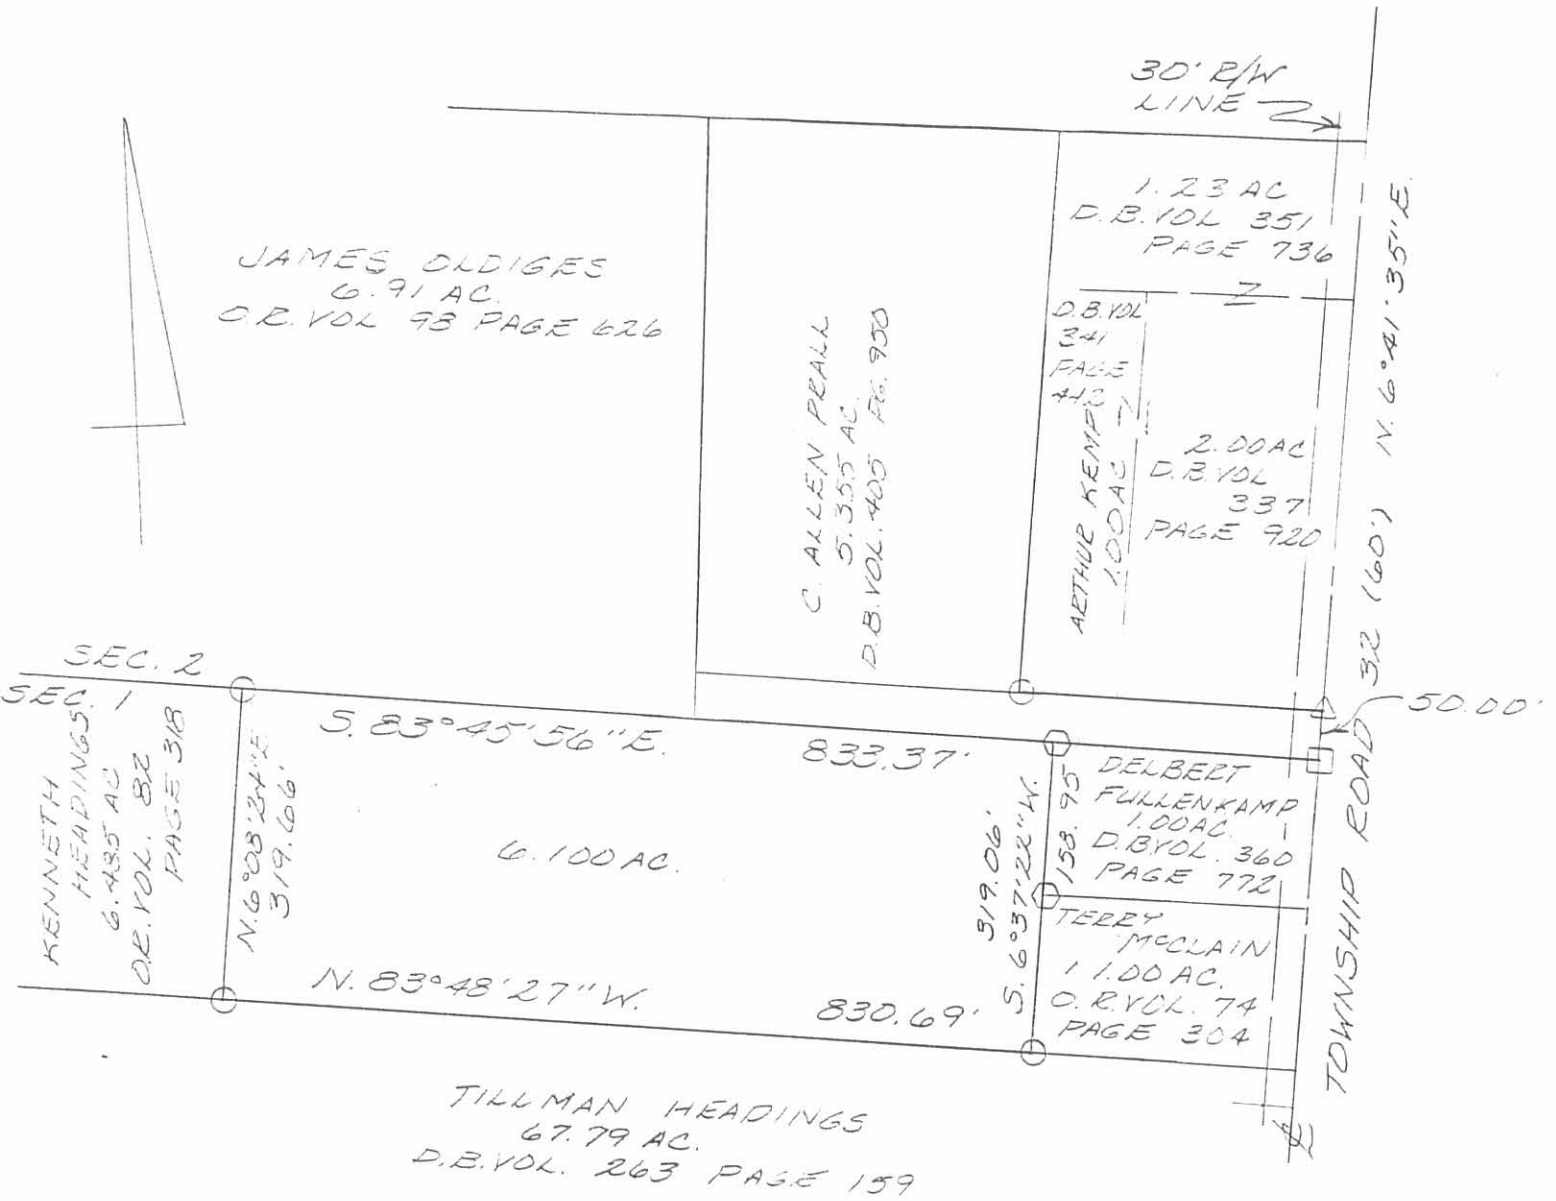 30' R/W
LINE
1.23 AC
D.B.VOL 351
PAGE 736
JAMES OLDIGES
6.91 AC.
O.R.VOL 98 PAGE 626
C. ALLEN PRALL
5.355 AC.
D.B.VOL. 405 PG. 950
D.B.VOL
341
PAGE
442
ARTHUR KEMP
1.00 AC
2.00 AC
D.B.VOL
337
PAGE 920
N. 6°41'35" E.
TOWNSHIP ROAD 32 (60')
50.00'
SEC. 2
SEC. 1
KENNETH
HEADINGS
6.485 AC
O.R.VOL. 82
PAGE 318
N. 6°08'24" E.
319.66'
S. 83°45'56" E.
833.37'
6.100 AC.
319.06'
S. 6°37'22" W.
158.95
DELBERT
FULLENKAMP
1.00 AC.
D.B.VOL. 360
PAGE 772
TERRY
McCLAIN
1.00 AC.
O.R.VOL. 74
PAGE 304
N. 83°48'27" W.
830.69'
TILLMAN HEADINGS
67.79 AC.
D.B.VOL. 263 PAGE 159